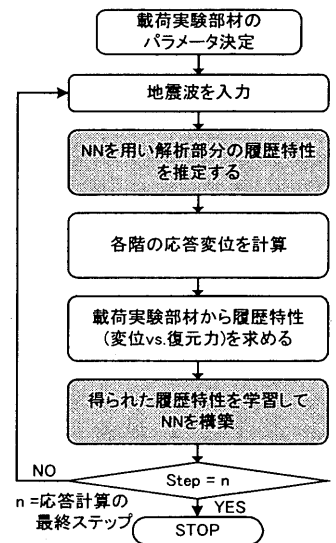 載荷実験部材の
パラメータ決定
地震波を入力
NNを用い解析部分の履歴特性
を推定する
各階の応答変位を計算
載荷実験部材から履歴特性
(変位vs.復元力)を求める
得られた履歴特性を学習して
NNを構築
NO
Step = n
n =応答計算の
最終ステップ
YES
STOP